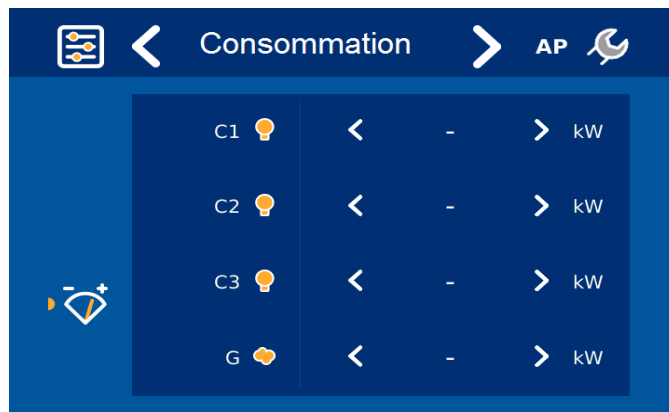 Consommation AP
C1 - kW
C2 - kW
C3 - kW
- +
G - kW